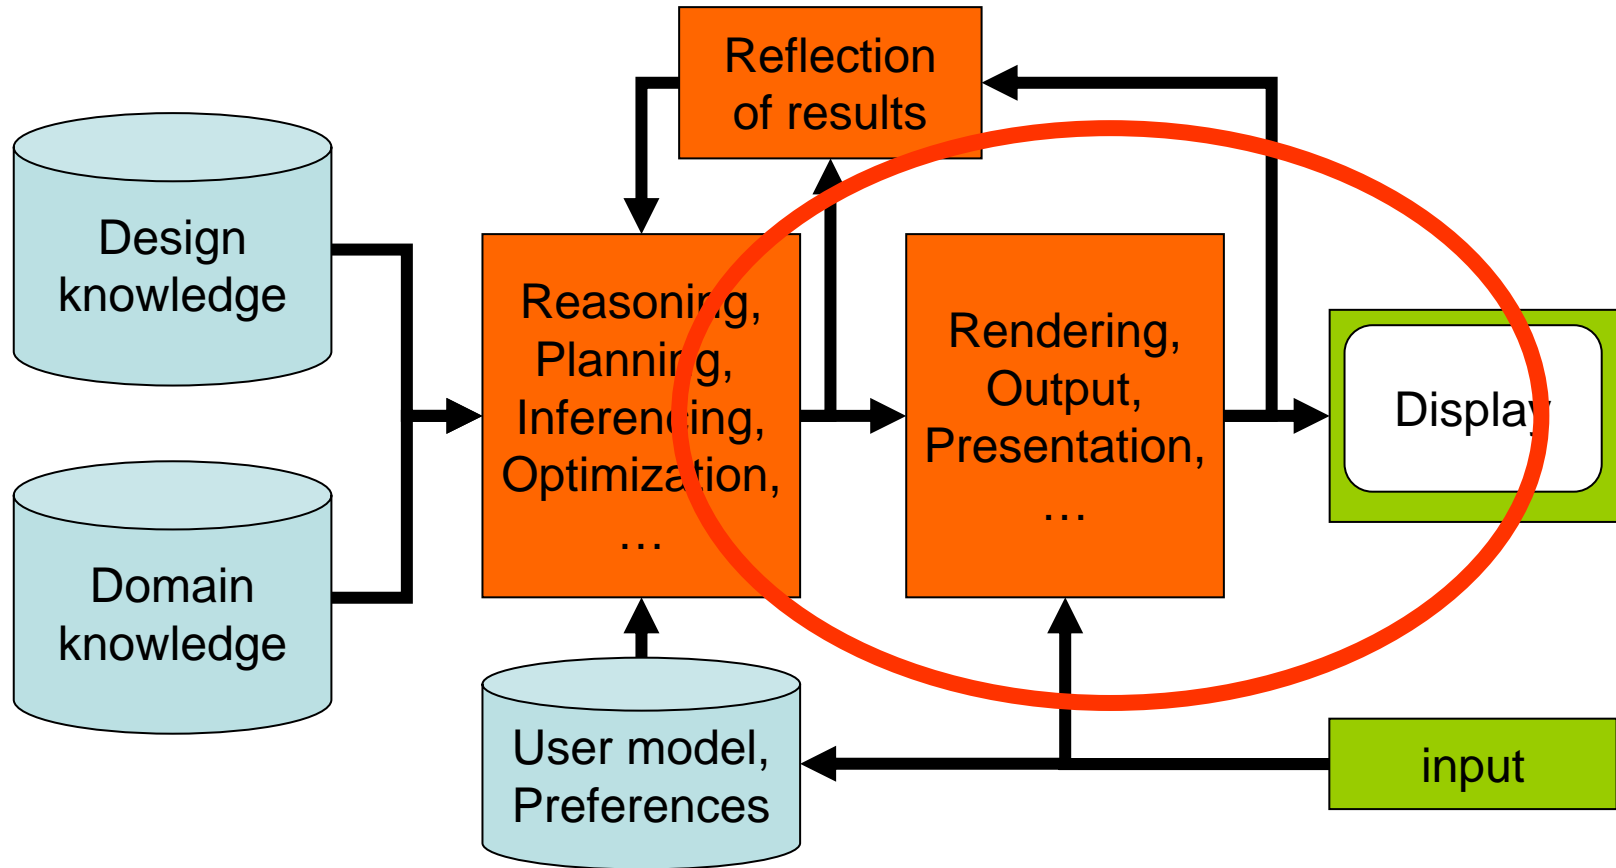 Reflection
of results
Design
knowledge
Reasoning,
Planning,
Inferencing,
Optimization,
…
Rendering,
Output,
Presentation,
…
Display
Domain
knowledge
User model,
Preferences
input